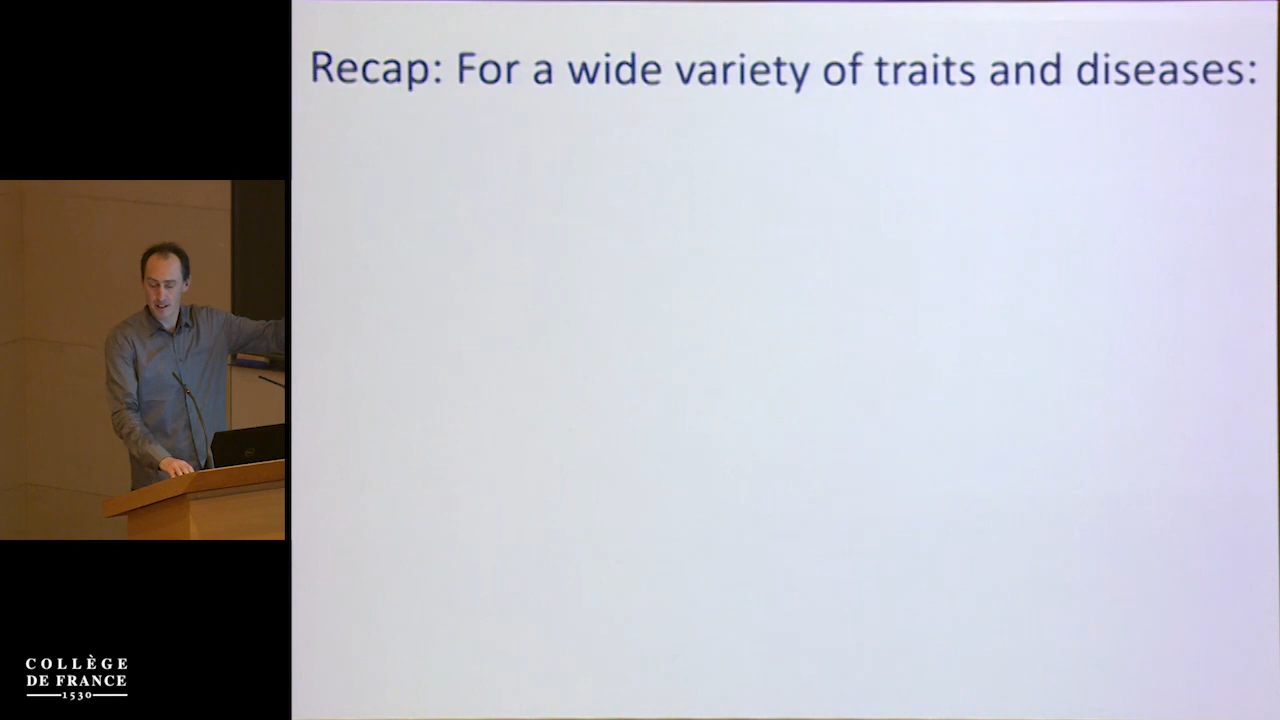 Recap: For a wide variety of traits and diseases:
COLLÈGE
DE FRANCE
1530